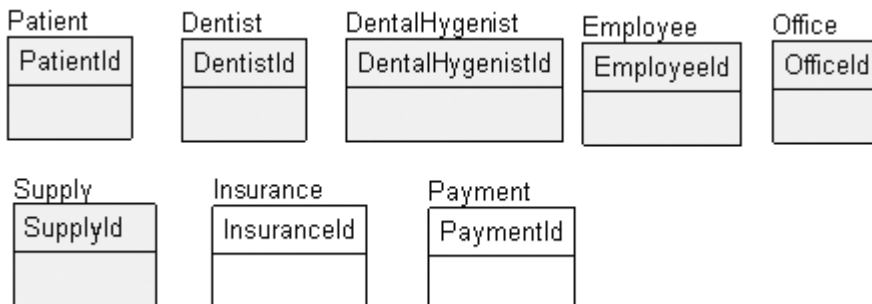 Patient
PatientId
Dentist
DentistId
DentalHygenist
DentalHygenistId
Employee
EmployeeId
Office
OfficeId
Supply
SupplyId
Insurance
InsuranceId
Payment
PaymentId